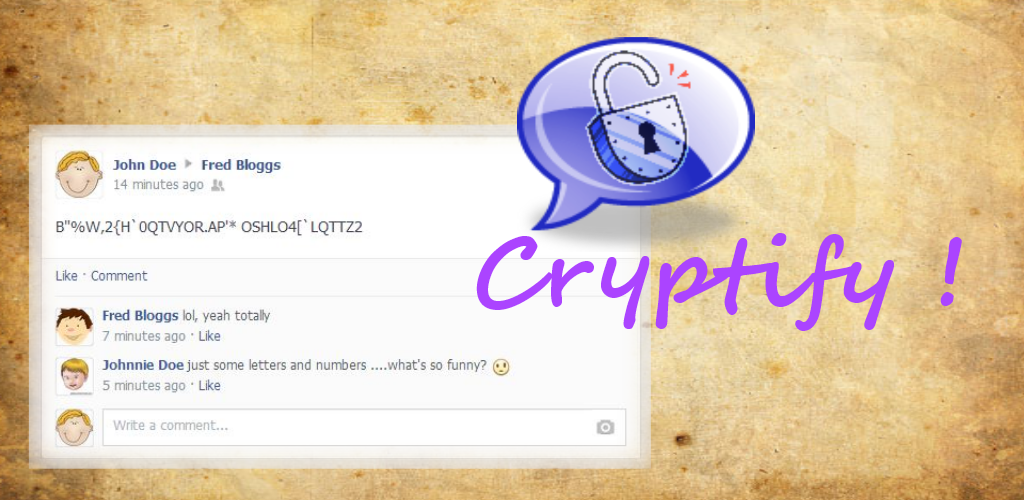 John Doe Fred Bloggs
14 minutes ago
B"%W,2{H`0QTVYOR.AP'* OSHLO4[`LQTTZ2
Like · Comment
Fred Bloggs lol, yeah totally
7 minutes ago · Like
Johnnie Doe just some letters and numbers ....what's so funny?
5 minutes ago · Like
Write a comment...
Cryptify !